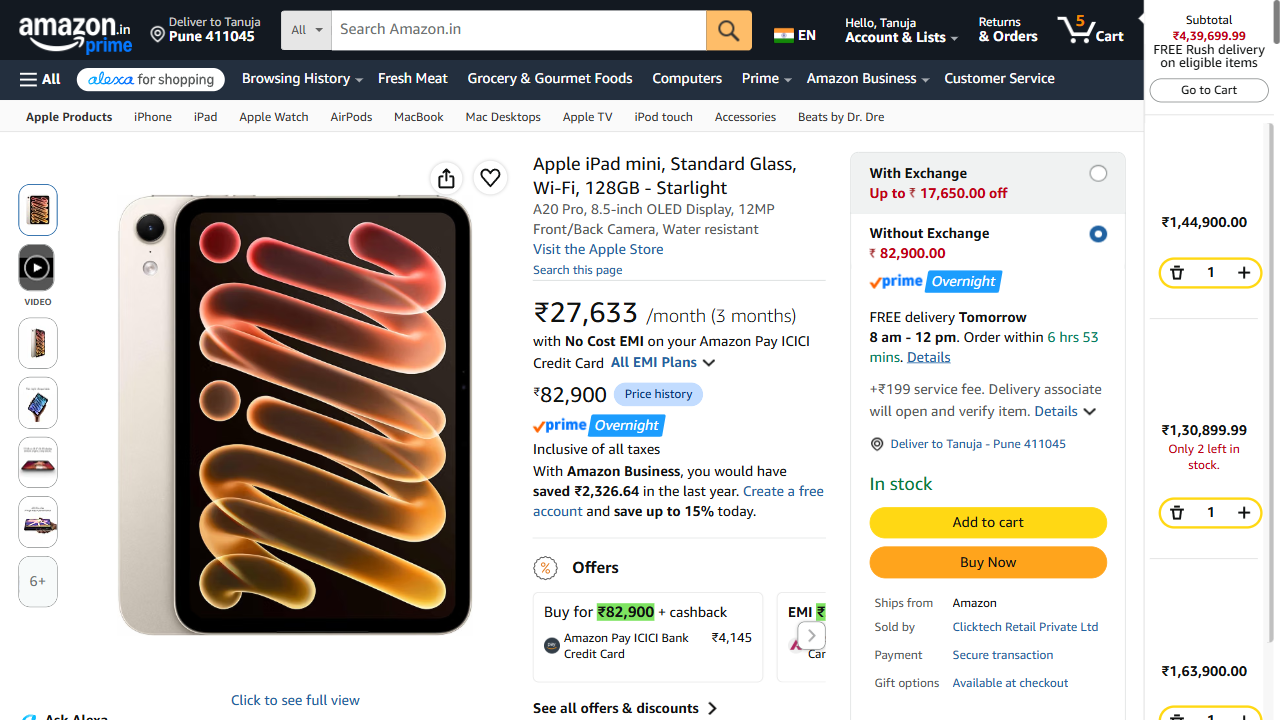 amazon.in
prime
Deliver to Tanuja
Pune 411045
All
Search Amazon.in
EN
Hello, Tanuja
Account & Lists
Returns
& Orders
5
Cart
All
alexa for shopping
Browsing History
Fresh Meat
Grocery & Gourmet Foods
Computers
Prime
Amazon Business
Customer Service
Apple Products
iPhone
iPad
Apple Watch
AirPods
MacBook
Mac Desktops
Apple TV
iPod touch
Accessories
Beats by Dr. Dre
VIDEO
6+
Click to see full view
Ask Alexa
Apple iPad mini, Standard Glass,
Wi-Fi, 128GB - Starlight
A20 Pro, 8.5-inch OLED Display, 12MP
Front/Back Camera, Water resistant
Visit the Apple Store
Search this page
₹27,633 /month (3 months)
with No Cost EMI on your Amazon Pay ICICI
Credit Card All EMI Plans
₹82,900 Price history
prime Overnight
Inclusive of all taxes
With Amazon Business, you would have
saved ₹2,326.64 in the last year. Create a free
account and save up to 15% today.
Offers
Buy for ₹82,900 + cashback
Amazon Pay ICICI Bank
Credit Card
₹4,145
EMI ₹
Car
See all offers & discounts
With Exchange
Up to ₹ 17,650.00 off
Without Exchange
₹ 82,900.00
prime Overnight
FREE delivery Tomorrow
8 am - 12 pm. Order within 6 hrs 53
mins. Details
+₹199 service fee. Delivery associate
will open and verify item. Details
Deliver to Tanuja - Pune 411045
In stock
Add to cart
Buy Now
Ships from Amazon
Sold by Clicktech Retail Private Ltd
Payment Secure transaction
Gift options Available at checkout
Subtotal
₹4,39,699.99
FREE Rush delivery
on eligible items
Go to Cart
₹1,44,900.00
1
₹1,30,899.99
Only 2 left in
stock.
1
₹1,63,900.00
1